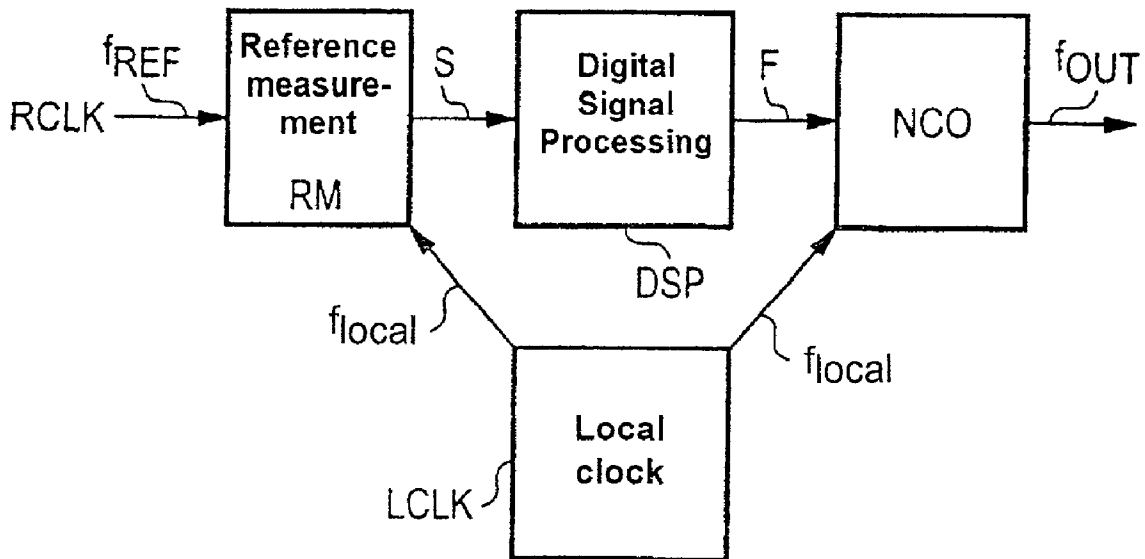 RCLK
fREF
Reference
measure-
ment
RM
S
Digital
Signal
Processing
DSP
F
NCO
fOUT
flocal
flocal
Local
clock
LCLK